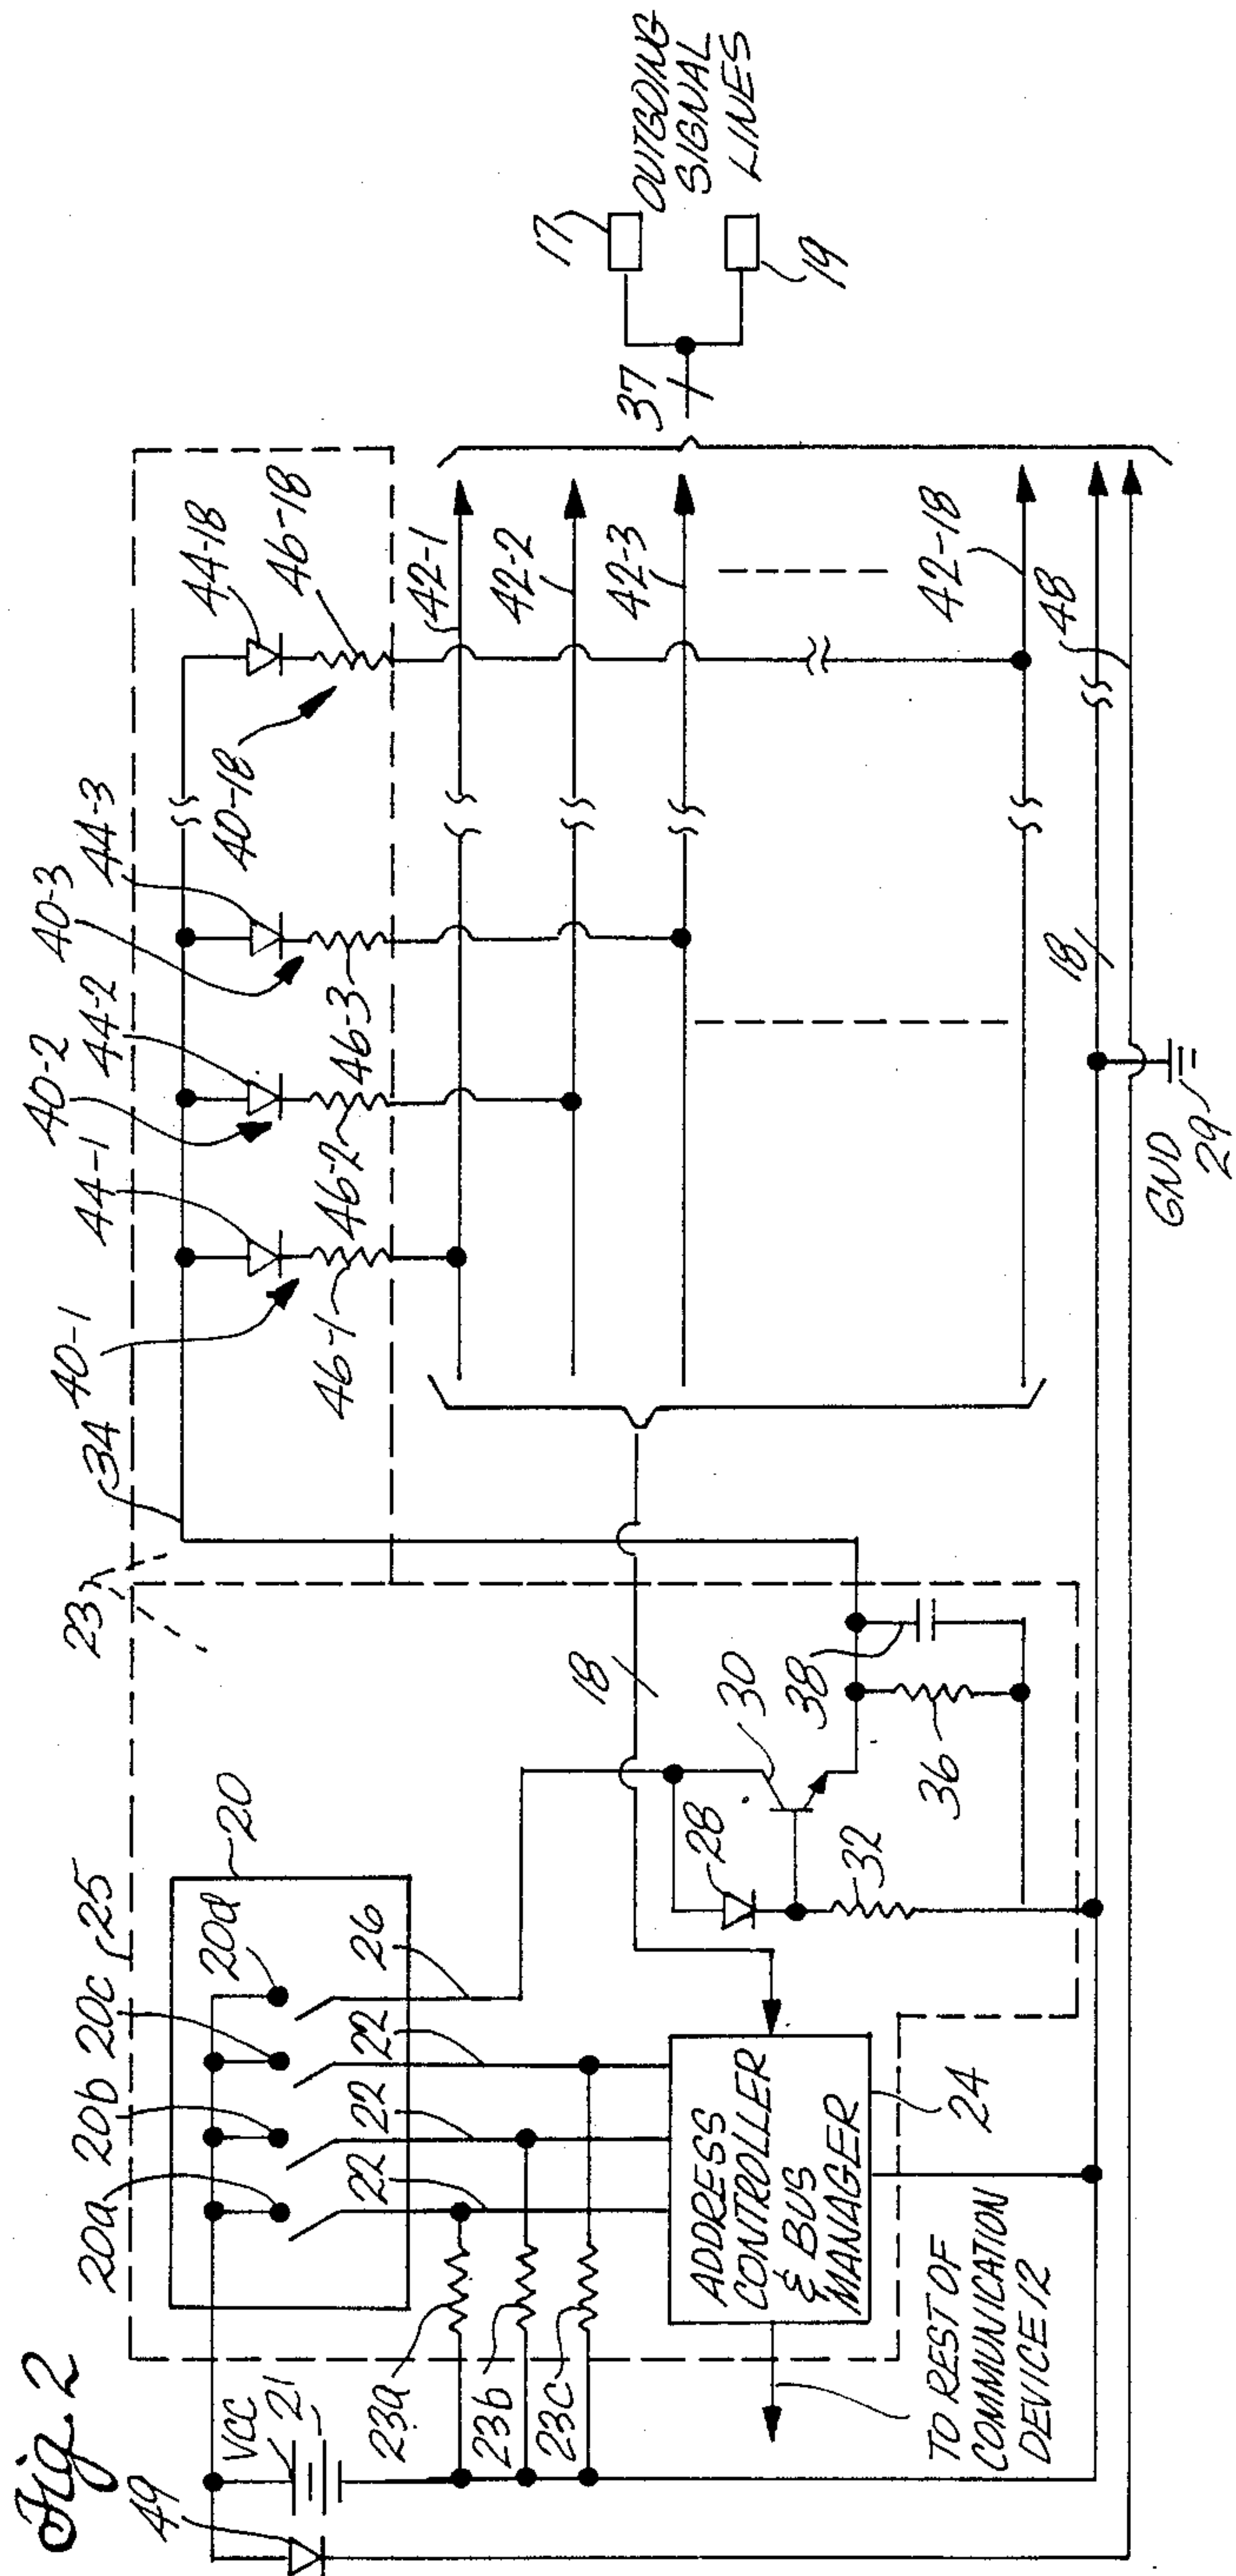 Fig. 2
49
VCC
21
23a
23b
23c
20a
20b
20c
25
20d
20
22
22
22
26
ADDRESS
CONTROLLER
& BUS
MANAGER
24
TO REST OF
COMMUNICATION
DEVICE 12
28
30
32
36
38
18
23
34
40-1
44-1
46-1
40-2
44-2
46-2
40-3
44-3
46-3
40-18
44-18
46-18
42-1
42-2
42-3
42-18
48
18
GND
29
37
17
19
OUTGOING
SIGNAL
LINES